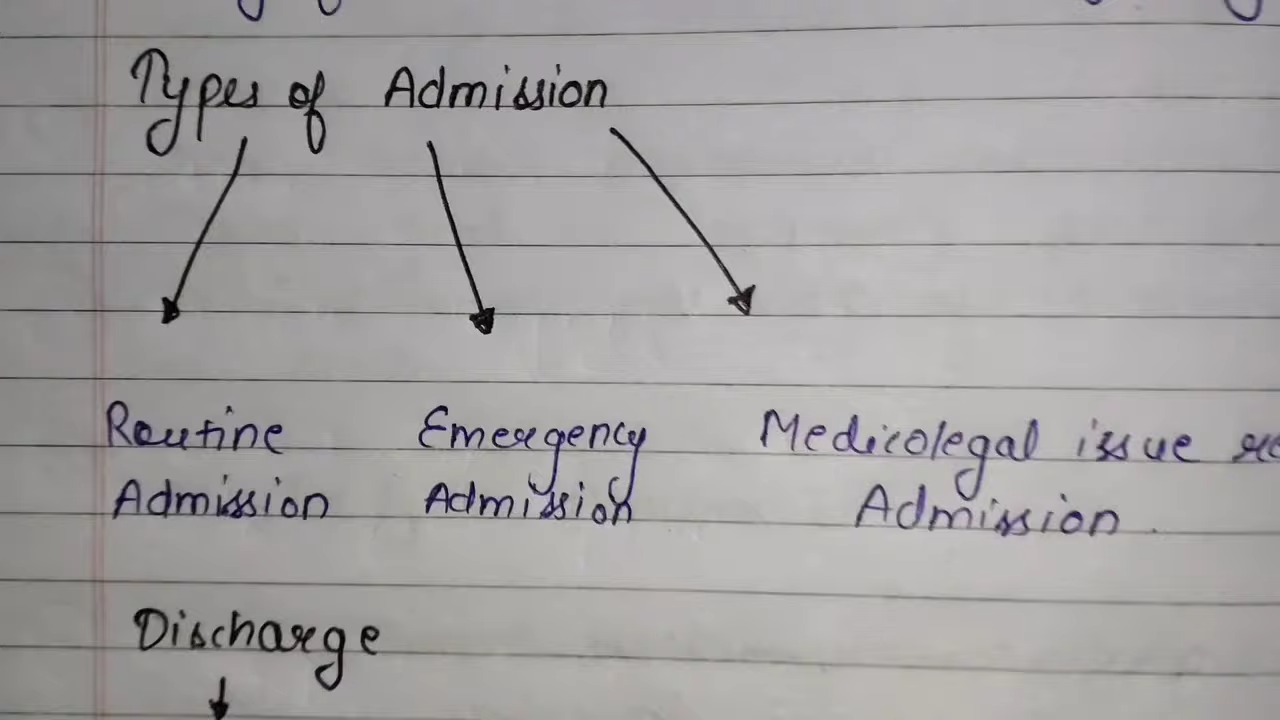 Types of Admission
Routine Emergency Medicolegal issue
Admission Admission Admission.
Discharge